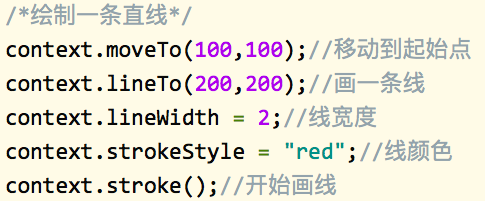 /*绘制一条直线*/
context.moveTo(100,100);//移动到起始点
context.lineTo(200,200);//画一条线
context.lineWidth = 2;//线宽度
context.strokeStyle = "red";//线颜色
context.stroke();//开始画线